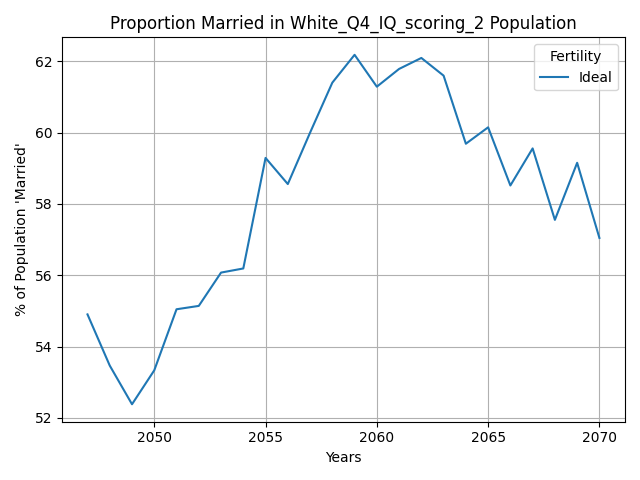 Proportion Married in White_Q4_IQ_scoring_2 Population
Fertility
Ideal
% of Population 'Married'
62
60
58
56
54
52
2050
2055
2060
2065
2070
Years